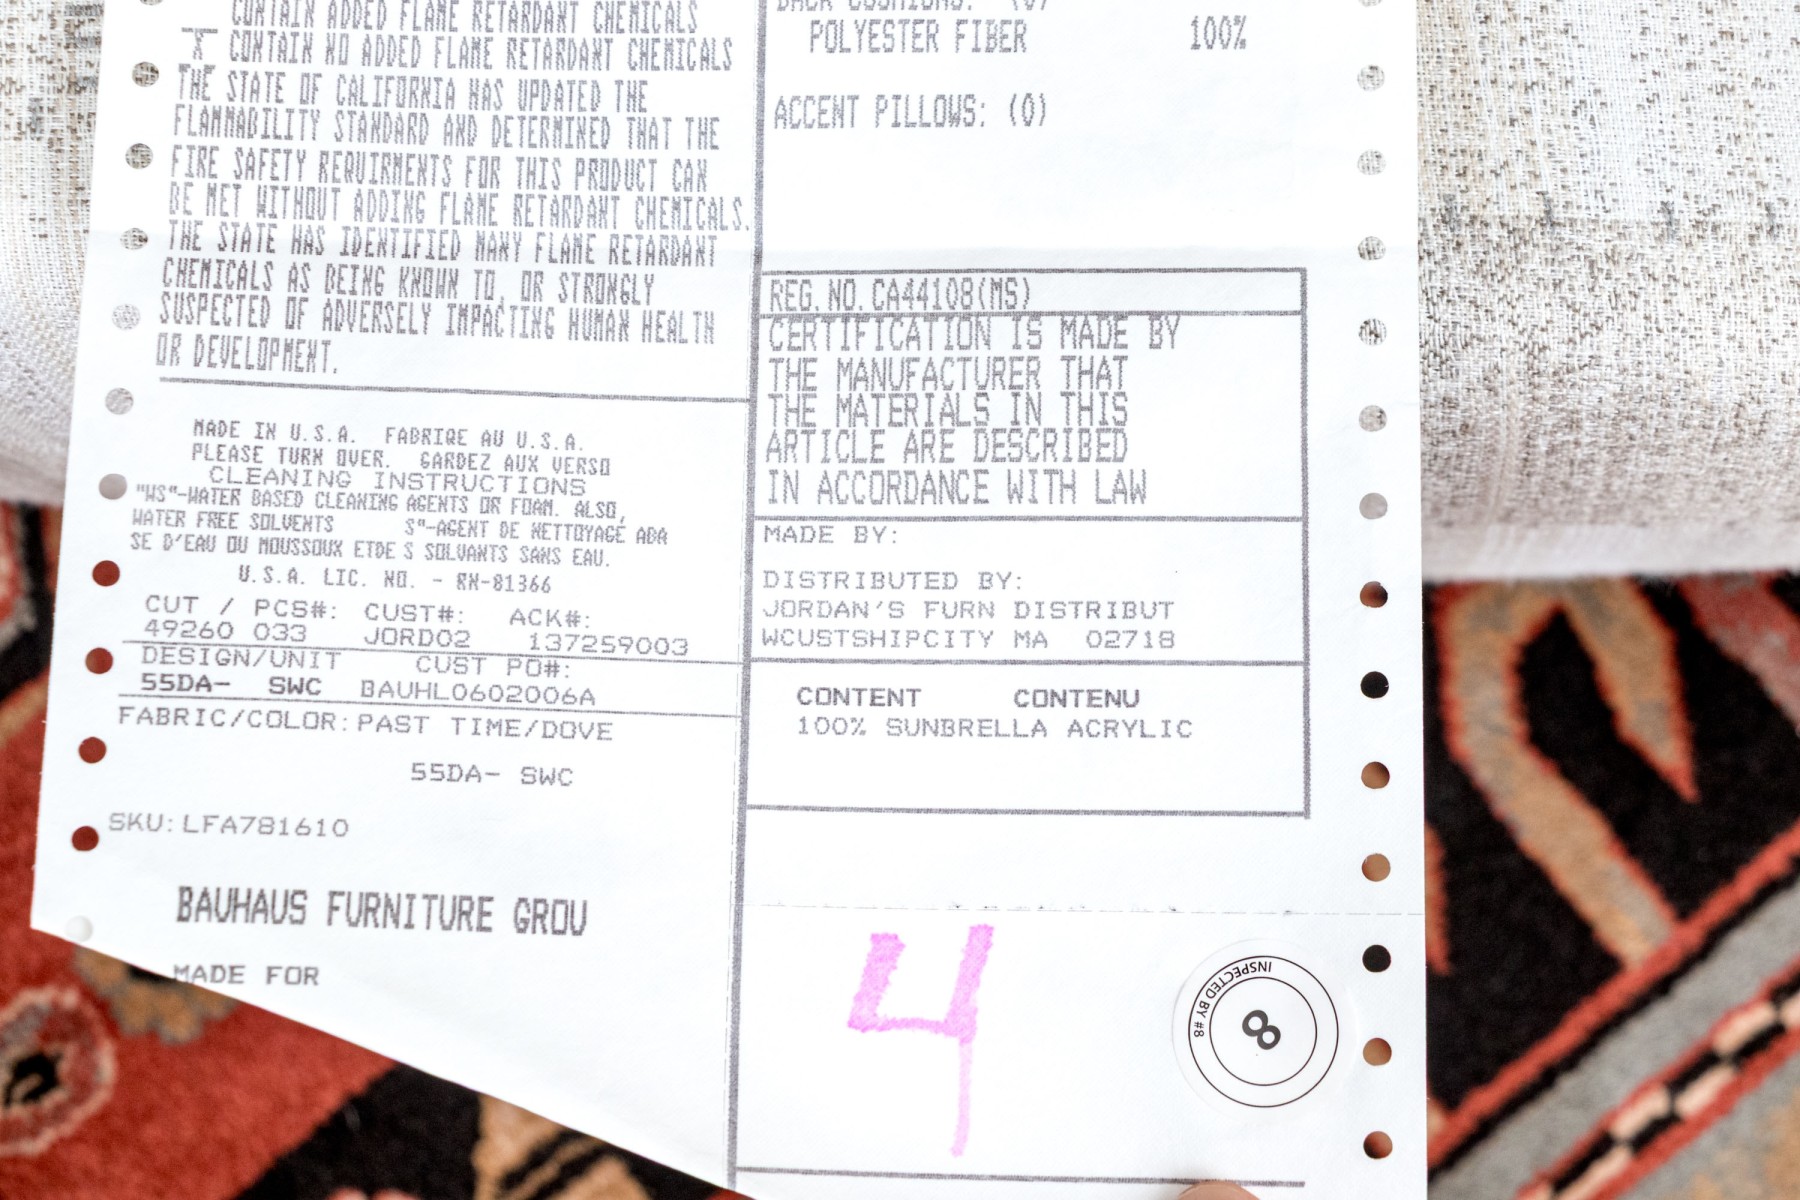 CONTAIN ADDED FLAME RETARDANT CHEMICALS
X CONTAIN NO ADDED FLAME RETARDANT CHEMICALS
THE STATE OF CALIFORNIA HAS UPDATED THE
FLAMMABILITY STANDARD AND DETERMINED THAT THE
FIRE SAFETY REQUIRMENTS FOR THIS PRODUCT CAN
BE MET WITHOUT ADDING FLAME RETARDANT CHEMICALS.
THE STATE HAS IDENTIFIED MANY FLAME RETARDANT
CHEMICALS AS BEING KNOWN TO, OR STRONGLY
SUSPECTED OF ADVERSELY IMPACTING HUMAN HEALTH
OR DEVELOPMENT.
MADE IN U.S.A. FABRIQE AU U.S.A.
PLEASE TURN OVER. GARDEZ AUX VERSO
CLEANING INSTRUCTIONS
"WS"-WATER BASED CLEANING AGENTS OR FOAM. ALSO,
WATER FREE SOLVENTS S"-AGENT DE NETTOYAGE ABA
SE D'EAU OU MOUSSOUX ETDE S SOLVANTS SANS EAU.
U.S.A. LIC. NO. - RN-81366
CUT / PCS#: CUST#: ACK#:
49260 033 JORD02 137259003
DESIGN/UNIT CUST PO#:
55DA- SWC BAUHL0602006A
FABRIC/COLOR: PAST TIME/DOVE
55DA- SWC
SKU: LFA781610
BAUHAUS FURNITURE GROU
MADE FOR
BACK CUSHIONS: (0)
POLYESTER FIBER 100%
ACCENT PILLOWS: (0)
REG. NO. CA44108(MS)
CERTIFICATION IS MADE BY
THE MANUFACTURER THAT
THE MATERIALS IN THIS
ARTICLE ARE DESCRIBED
IN ACCORDANCE WITH LAW
MADE BY:
DISTRIBUTED BY:
JORDAN'S FURN DISTRIBUT
WCUSTSHIPCITY MA 02718
CONTENT CONTENU
100% SUNBRELLA ACRYLIC
4
INSPECTED BY #8
8